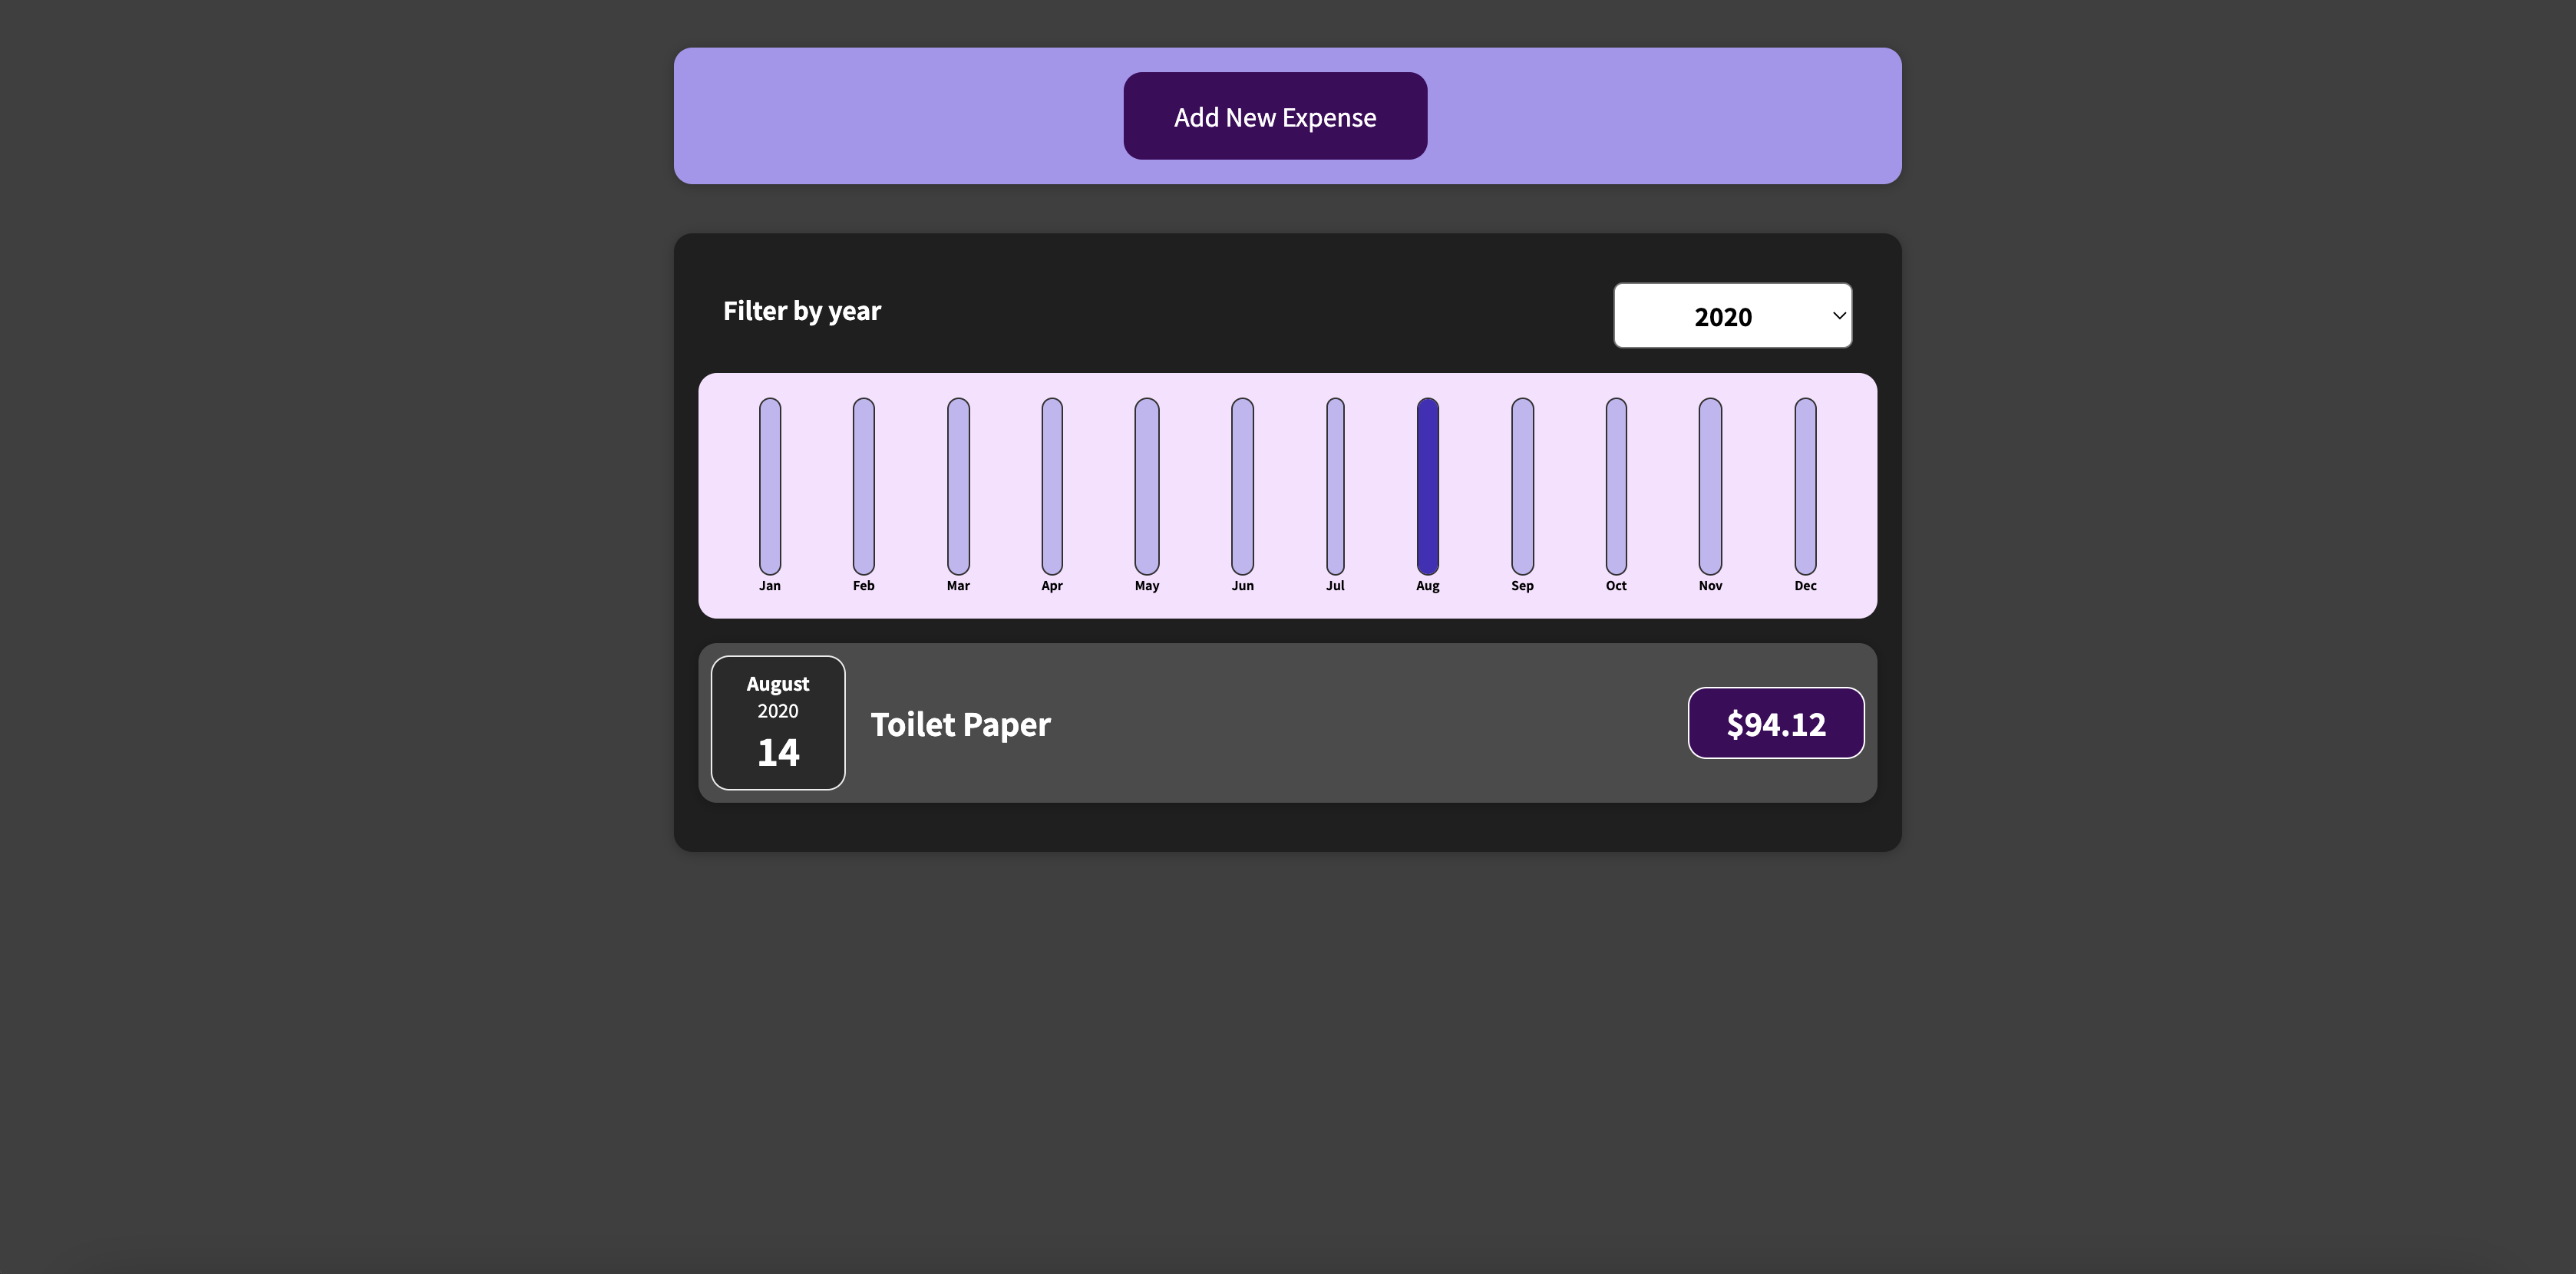 Add New Expense
Filter by year
2020
Jan Feb Mar Apr May Jun Jul Aug Sep Oct Nov Dec
August
2020
14
Toilet Paper
$94.12